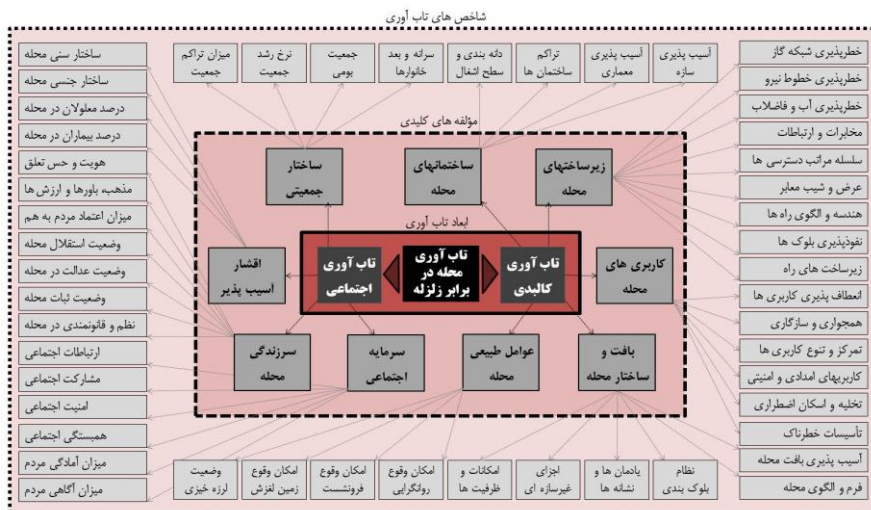 شاخص های تاب آوری
آسیب پذیری
سازه
آسیب پذیری
معماری
تراکم
ساختمان ها
دانه بندی و
سطح اشغال
سرانه و بعد
خانوارها
جمعیت
بومی
نرخ رشد
جمعیت
میزان تراکم
جمعیت
خطرپذیری شبکه گاز
خطرپذیری خطوط نیرو
خطرپذیری آب و فاضلاب
مخابرات و ارتباطات
سلسله مراتب دسترسی ها
عرض و شیب معابر
هندسه و الگوی راه ها
نفوذپذیری بلوک ها
زیرساخت های راه
انعطاف پذیری کاربری ها
همجواری و سازگاری
تمرکز و تنوع کاربری ها
کاربریهای امدادی و امنیتی
تخلیه و اسکان اضطراری
تأسیسات خطرناک
آسیب پذیری بافت محله
فرم و الگوی محله
مؤلفه های کلیدی
زیرساختهای
محله
ساختمانهای
محله
ساختار
جمعیتی
ابعاد تاب آوری
کاربری های
محله
تاب آوری
کالبدی
تاب آوری
محله در
برابر زلزله
تاب آوری
اجتماعی
اقشار
آسیب پذیر
بافت و
ساختار محله
عوامل طبیعی
محله
سرمایه
اجتماعی
سرزندگی
محله
ساختار سنی محله
ساختار جنسی محله
درصد معلولان در محله
درصد بیماران در محله
هویت و حس تعلق
مذهب، باورها و ارزش ها
میزان اعتماد مردم به هم
وضعیت استقلال محله
وضعیت عدالت در محله
وضعیت ثبات محله
نظم و قانونمندی در محله
ارتباطات اجتماعی
مشارکت اجتماعی
امنیت اجتماعی
همبستگی اجتماعی
میزان آمادگی مردم
میزان آگاهی مردم
نظام
بلوک بندی
یادمان ها و
نشانه ها
اجزای
غیرسازه ای
امکانات و
ظرفیت ها
امکان وقوع
روانگرایی
امکان وقوع
فرونشست
امکان وقوع
زمین لغزش
وضعیت
لرزه خیزی